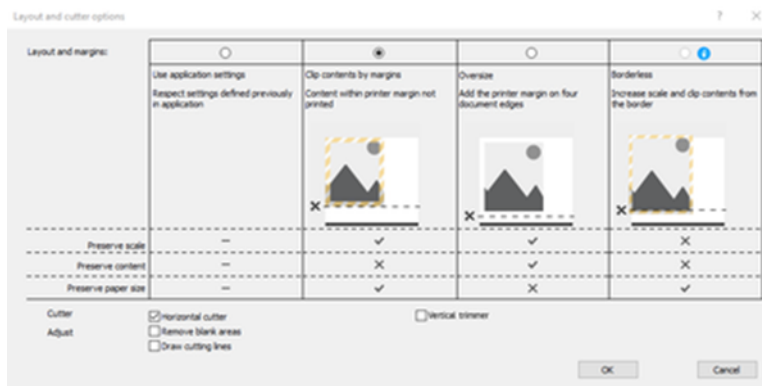 Layout and cutter options
Layout and margins:
Use application settings
Respect settings defined previously
in application
Clip contents by margins
Content within printer margin not
printed
Oversize
Add the printer margin on four
document edges
Borderless
Increase scale and clip contents from
the border
Preserve scale
Preserve content
Preserve paper size
Cutter
Horizontal cutter
Vertical trimmer
Adjust
Remove blank areas
Draw cutting lines
OK
Cancel